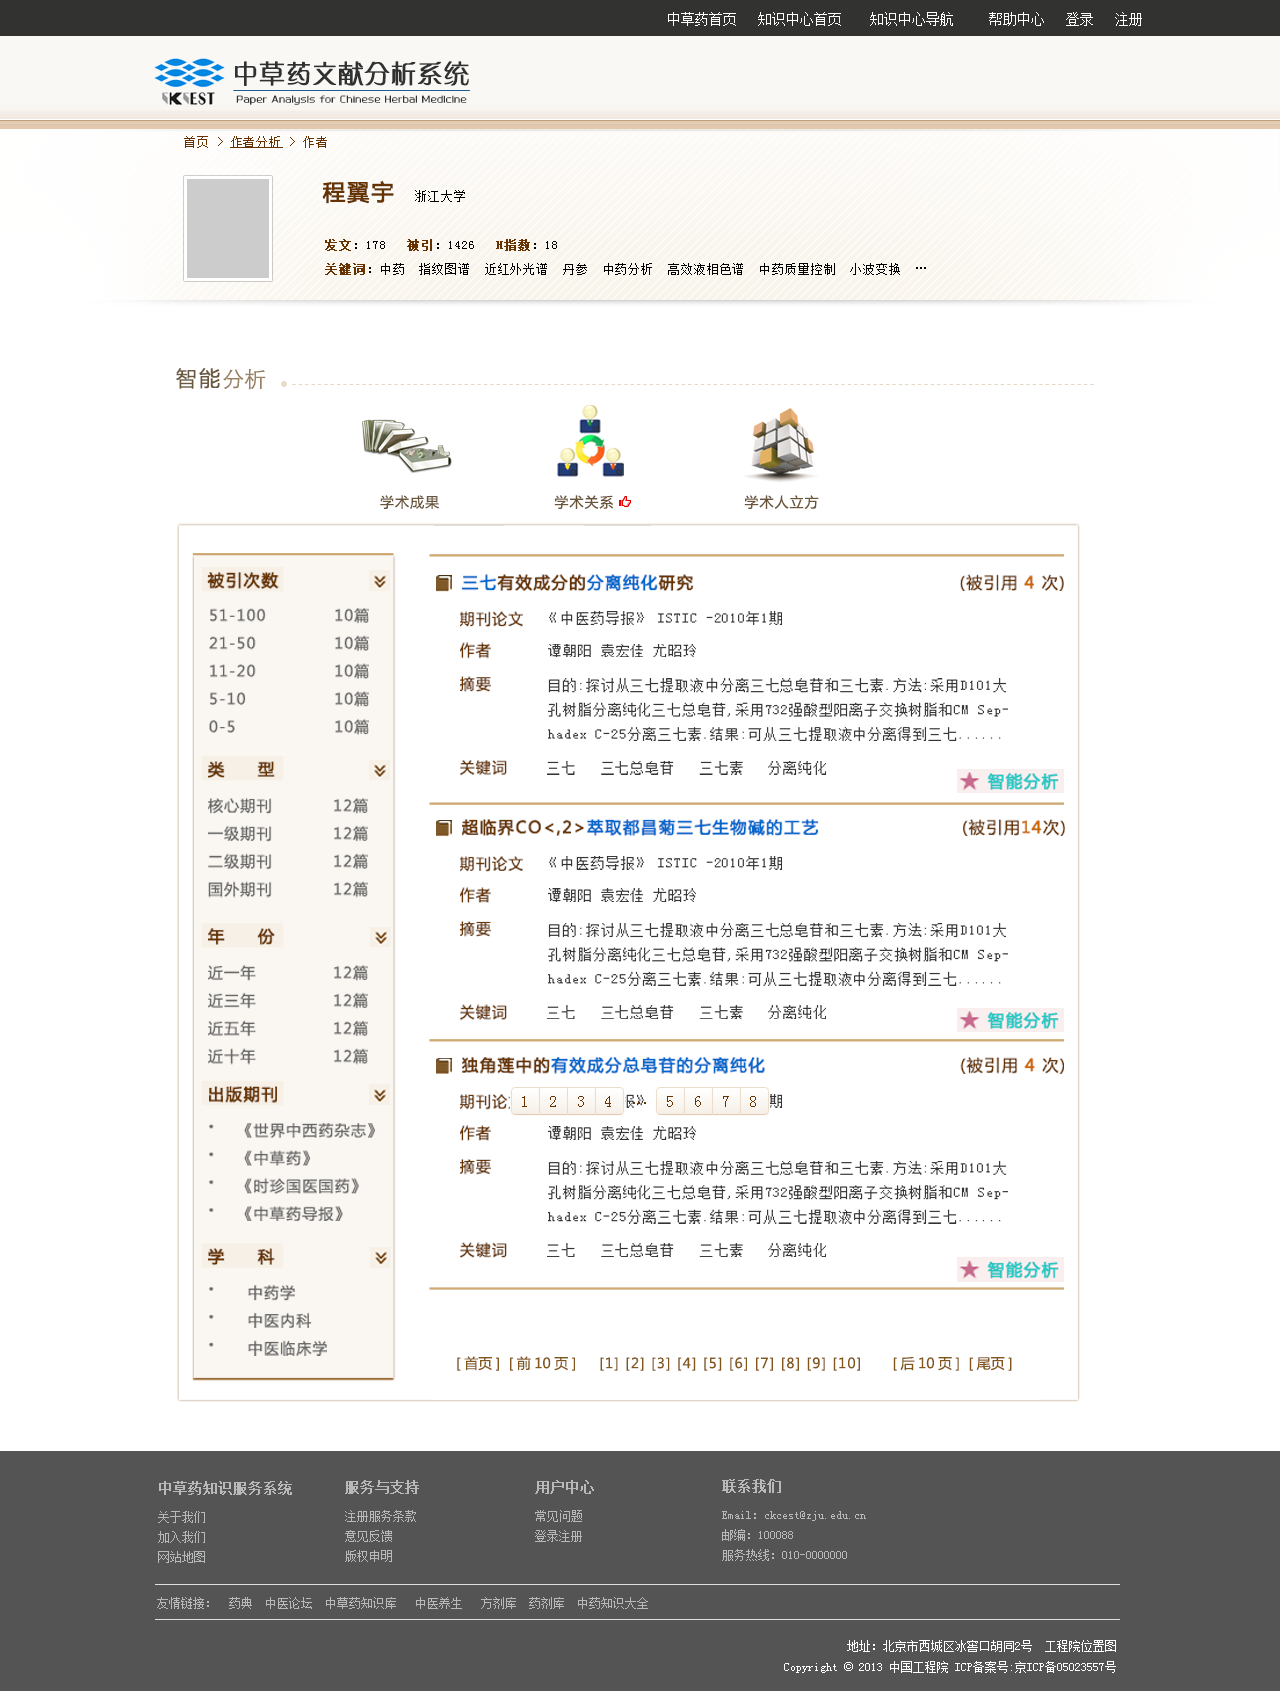 中草药首页 知识中心首页 知识中心导航 帮助中心 登录 注册
CKCEST 中草药文献分析系统
Paper Analysis for Chinese Herbal Medicine
首页 > 作者分析 > 作者
程翼宇 浙江大学
发文：178 被引：1426 H指数：18
关键词：中药 指纹图谱 近红外光谱 丹参 中药分析 高效液相色谱 中药质量控制 小波变换 …
智能分析
学术成果 学术关系 学术人立方
被引次数
51-100 10篇
21-50 10篇
11-20 10篇
5-10 10篇
0-5 10篇
类 型
核心期刊 12篇
一级期刊 12篇
二级期刊 12篇
国外期刊 12篇
年 份
近一年 12篇
近三年 12篇
近五年 12篇
近十年 12篇
出版期刊
· 《世界中西药杂志》
· 《中草药》
· 《时珍国医国药》
· 《中草药导报》
学 科
· 中药学
· 中医内科
· 中医临床学
三七有效成分的分离纯化研究 (被引用 4 次)
期刊论文 《中医药导报》 ISTIC -2010年1期
作者 谭朝阳 袁宏佳 尤昭玲
摘要 目的:探讨从三七提取液中分离三七总皂苷和三七素.方法:采用D101大
孔树脂分离纯化三七总皂苷,采用732强酸型阳离子交换树脂和CM Sep-
hadex C-25分离三七素.结果:可从三七提取液中分离得到三七......
关键词 三七 三七总皂苷 三七素 分离纯化
★ 智能分析
超临界CO<,2>萃取都昌菊三七生物碱的工艺 (被引用14次)
期刊论文 《中医药导报》 ISTIC -2010年1期
作者 谭朝阳 袁宏佳 尤昭玲
摘要 目的:探讨从三七提取液中分离三七总皂苷和三七素.方法:采用D101大
孔树脂分离纯化三七总皂苷,采用732强酸型阳离子交换树脂和CM Sep-
hadex C-25分离三七素.结果:可从三七提取液中分离得到三七......
关键词 三七 三七总皂苷 三七素 分离纯化
★ 智能分析
独角莲中的有效成分总皂苷的分离纯化 (被引用 4 次)
期刊论 1 2 3 4 报》 5 6 7 8 期
作者 谭朝阳 袁宏佳 尤昭玲
摘要 目的:探讨从三七提取液中分离三七总皂苷和三七素.方法:采用D101大
孔树脂分离纯化三七总皂苷,采用732强酸型阳离子交换树脂和CM Sep-
hadex C-25分离三七素.结果:可从三七提取液中分离得到三七......
关键词 三七 三七总皂苷 三七素 分离纯化
★ 智能分析
[首页] [前10页] [1] [2] [3] [4] [5] [6] [7] [8] [9] [10] [后10页] [尾页]
中草药知识服务系统
关于我们
加入我们
网站地图
服务与支持
注册服务条款
意见反馈
版权申明
用户中心
常见问题
登录注册
联系我们
Email: ckcest@zju.edu.cn
邮编: 100088
服务热线: 010-0000000
友情链接: 药典 中医论坛 中草药知识库 中医养生 方剂库 药剂库 中药知识大全
地址: 北京市西城区冰窖口胡同2号 工程院位置图
Copyright © 2013 中国工程院 ICP备案号:京ICP备05023557号